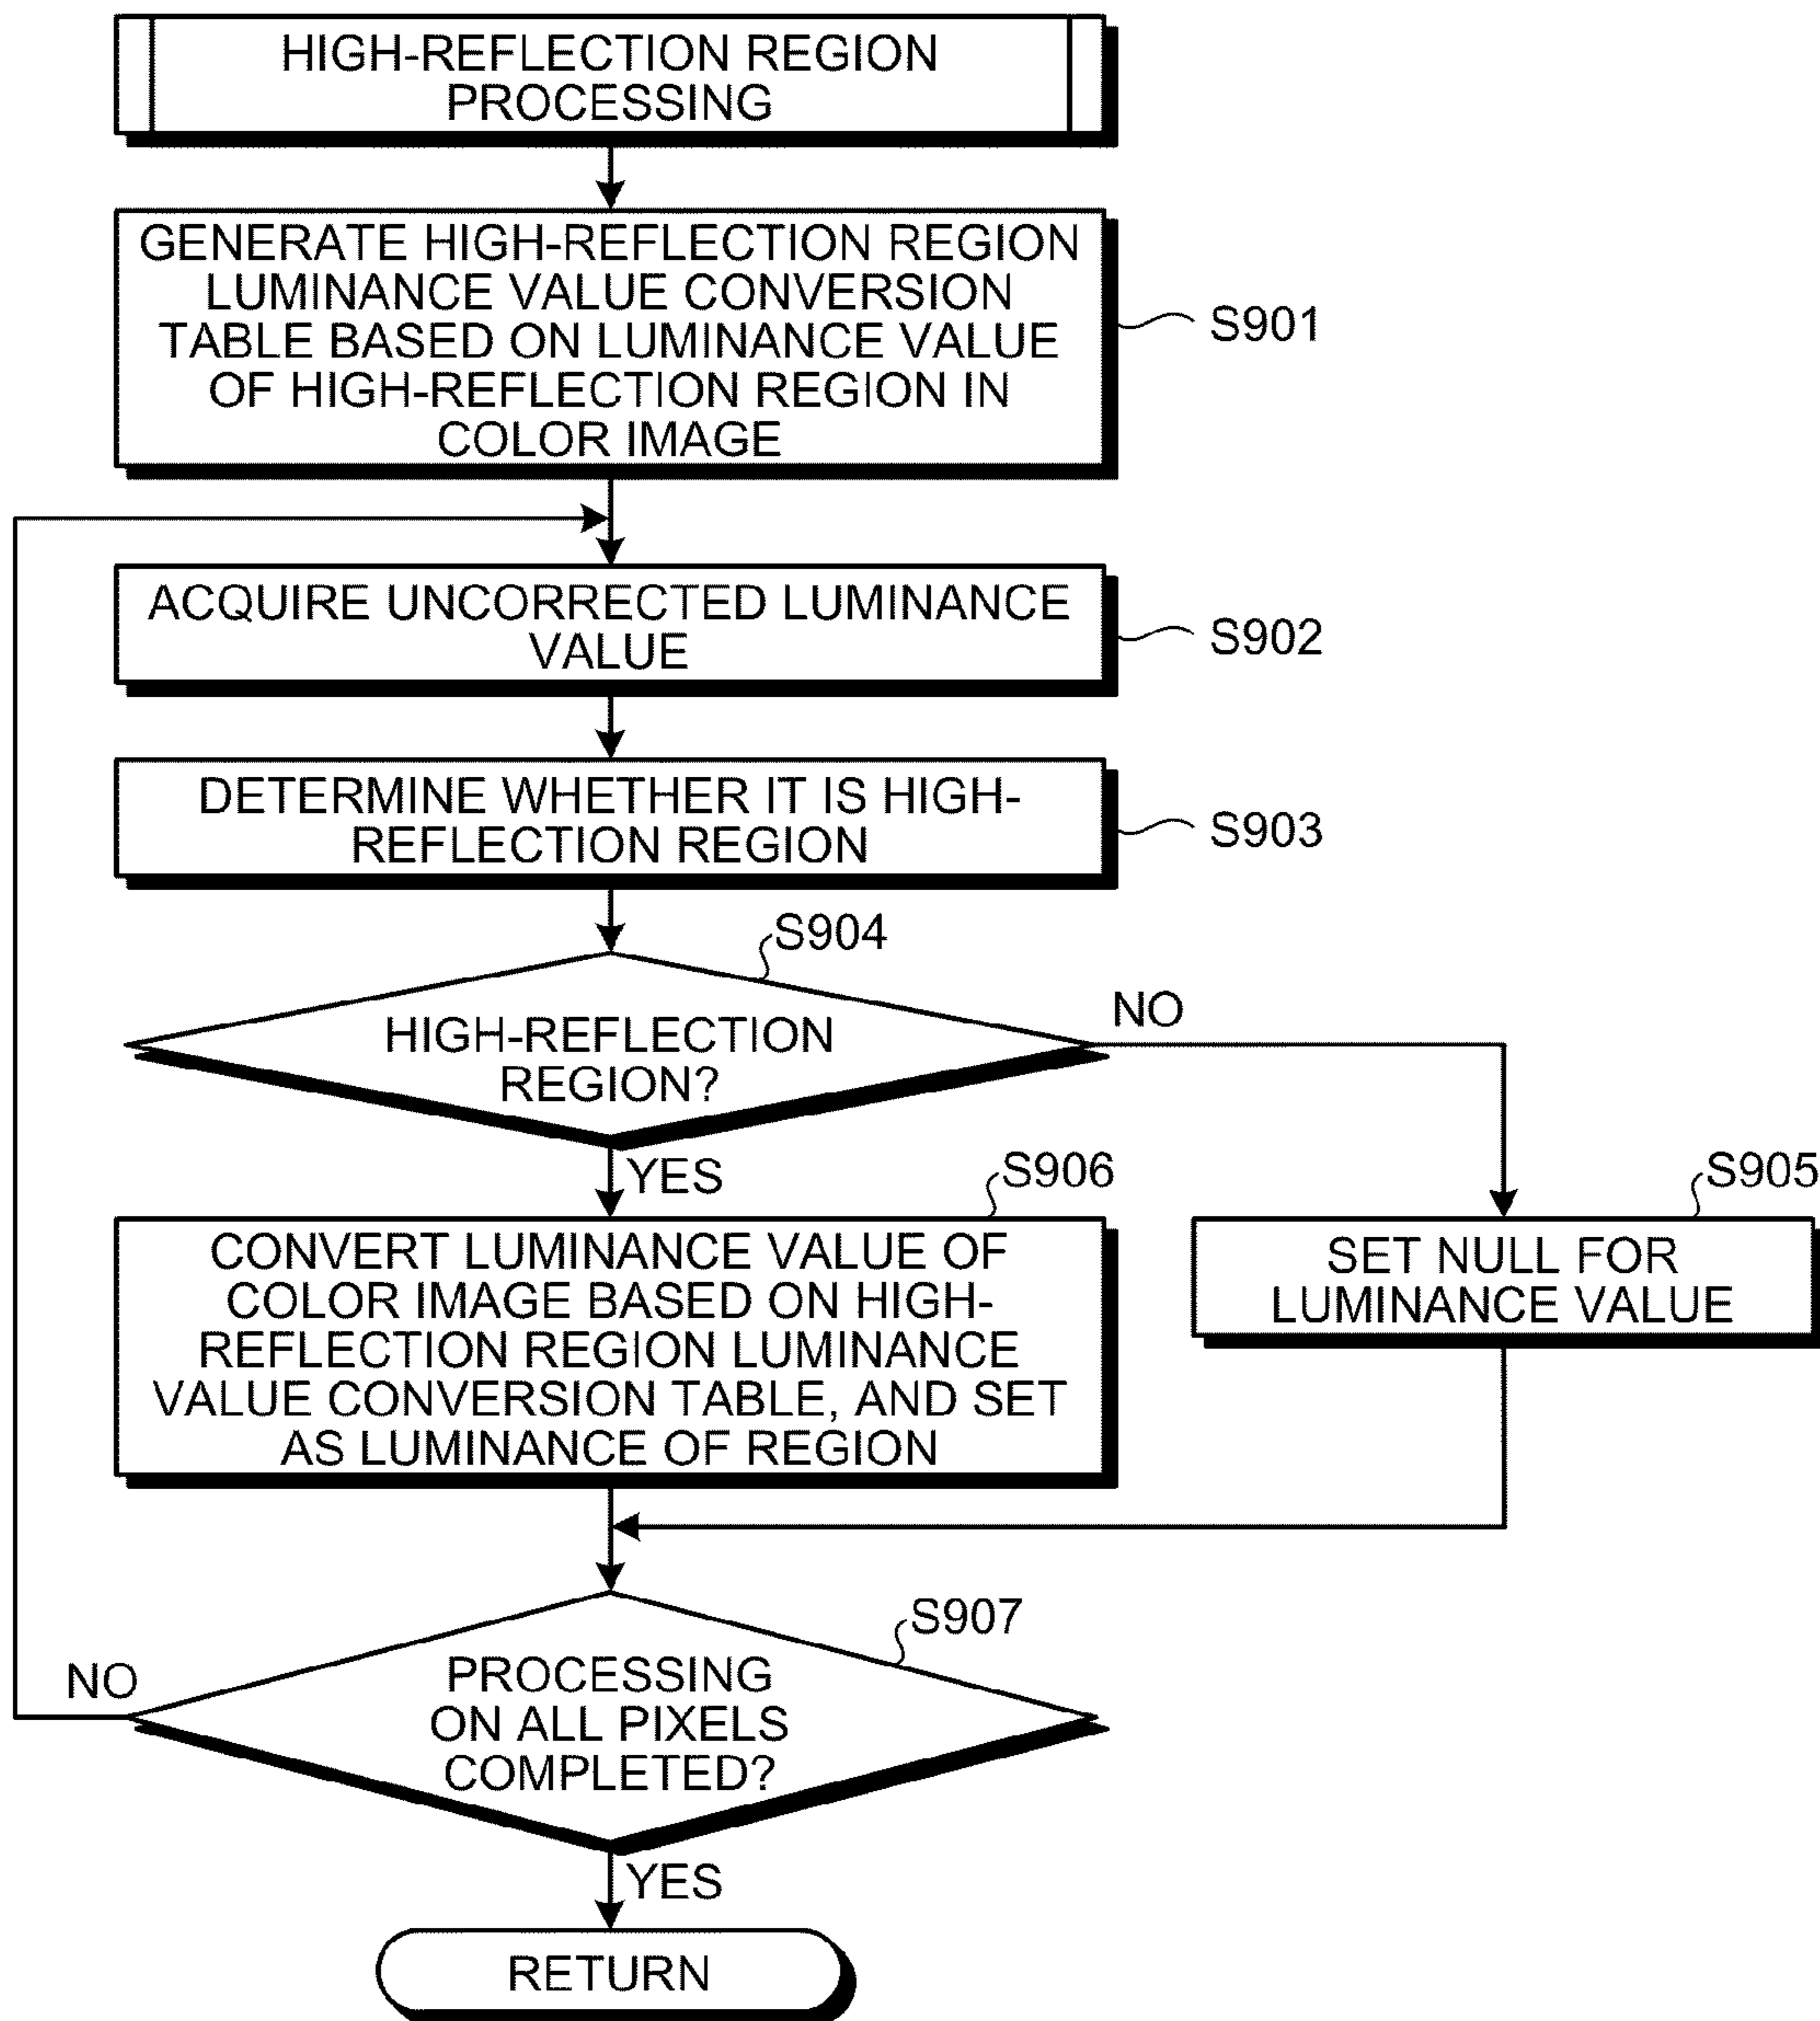 HIGH-REFLECTION REGION
PROCESSING
GENERATE HIGH-REFLECTION REGION
LUMINANCE VALUE CONVERSION
TABLE BASED ON LUMINANCE VALUE
OF HIGH-REFLECTION REGION IN
COLOR IMAGE
S901
ACQUIRE UNCORRECTED LUMINANCE
VALUE
S902
DETERMINE WHETHER IT IS HIGH-
REFLECTION REGION
S903
S904
HIGH-REFLECTION
REGION?
NO
YES
S906
CONVERT LUMINANCE VALUE OF
COLOR IMAGE BASED ON HIGH-
REFLECTION REGION LUMINANCE
VALUE CONVERSION TABLE, AND SET
AS LUMINANCE OF REGION
S905
SET NULL FOR
LUMINANCE VALUE
S907
PROCESSING
ON ALL PIXELS
COMPLETED?
NO
YES
RETURN